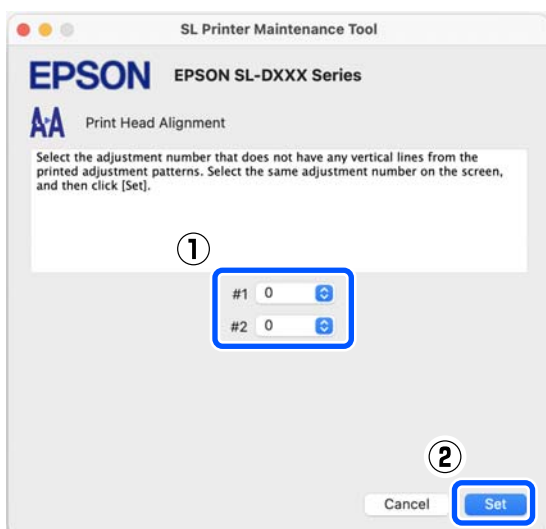 SL Printer Maintenance Tool
EPSON EPSON SL-DXXX Series
Print Head Alignment
Select the adjustment number that does not have any vertical lines from the
printed adjustment patterns. Select the same adjustment number on the screen,
and then click [Set].
①
#1 0
#2 0
②
Cancel Set